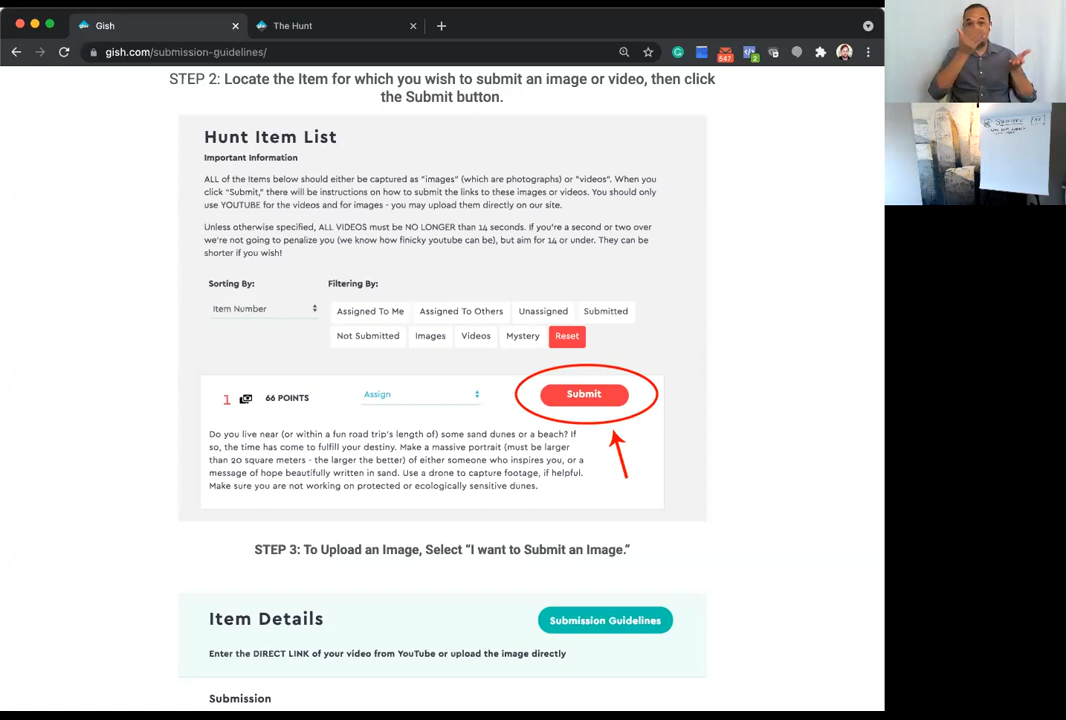 Gish
The Hunt
gish.com/submission-guidelines/
547
2
STEP 2: Locate the Item for which you wish to submit an image or video, then click
the Submit button.
Hunt Item List
Important Information
ALL of the Items below should either be captured as "images" (which are photographs) or "videos". When you
click "Submit," there will be instructions on how to submit the links to these images or videos. You should only
use YOUTUBE for the videos and for images - you may upload them directly on our site.
Unless otherwise specified, ALL VIDEOS must be NO LONGER than 14 seconds. If you're a second or two over
we're not going to penalize you (we know how finicky youtube can be), but aim for 14 or under. They can be
shorter if you wish!
Sorting By:
Filtering By:
Item Number
Assigned To Me
Assigned To Others
Unassigned
Submitted
Not Submitted
Images
Videos
Mystery
Reset
1
66 POINTS
Assign
Submit
Do you live near (or within a fun road trip's length of) some sand dunes or a beach? If
so, the time has come to fulfill your destiny. Make a massive portrait (must be larger
than 20 square meters - the larger the better) of either someone who inspires you, or a
message of hope beautifully written in sand. Use a drone to capture footage, if helpful.
Make sure you are not working on protected or ecologically sensitive dunes.
STEP 3: To Upload an Image, Select “I want to Submit an Image.”
Item Details
Submission Guidelines
Enter the DIRECT LINK of your video from YouTube or upload the image directly
Submission